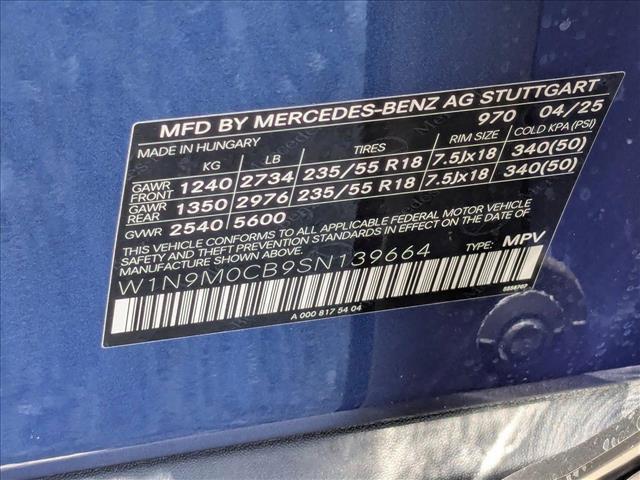 MFD BY MERCEDES-BENZ AG STUTTGART
MADE IN HUNGARY 970 04/25
KG LB TIRES RIM SIZE COLD KPA (PSI)
GAWR FRONT 1240 2734 235/55 R18 7.5Jx18 340(50)
GAWR REAR 1350 2976 235/55 R18 7.5Jx18 340(50)
GVWR 2540 5600
THIS VEHICLE CONFORMS TO ALL APPLICABLE FEDERAL MOTOR VEHICLE
SAFETY AND THEFT PREVENTION STANDARDS IN EFFECT ON THE DATE OF
MANUFACTURE SHOWN ABOVE.
W1N9M0CB9SN139664 TYPE: MPV
A 000 817 54 04